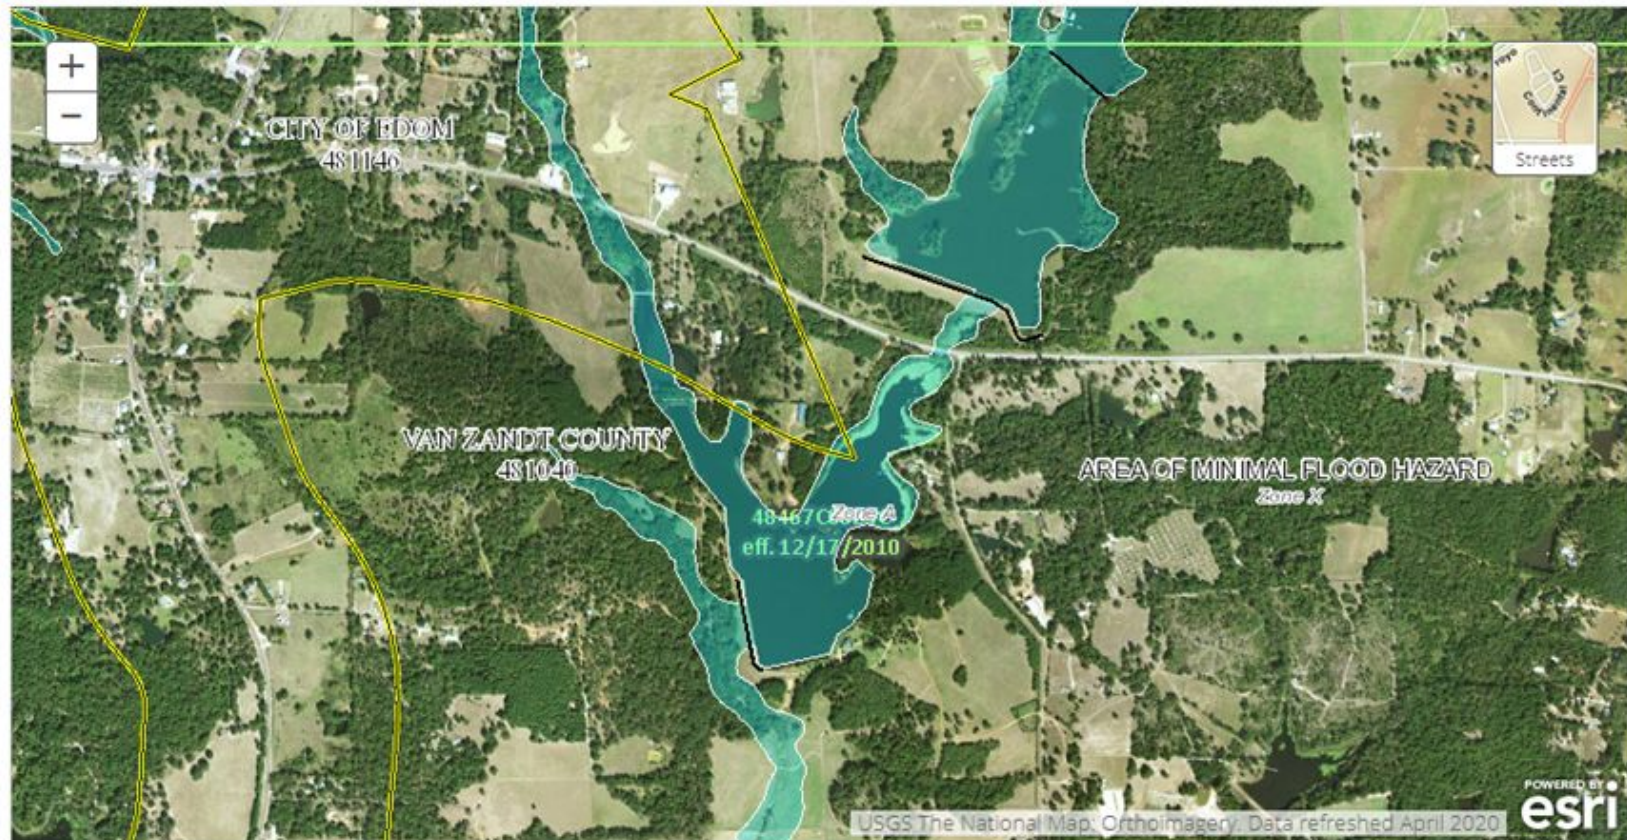 +
−
CITY OF EDOM
481146
Streets
VAN ZANDT COUNTY
481040
AREA OF MINIMAL FLOOD HAZARD
Zone X
Zone A
eff. 12/17/2010
POWERED BY
esri
USGS The National Map: Orthoimagery. Data refreshed April 2020